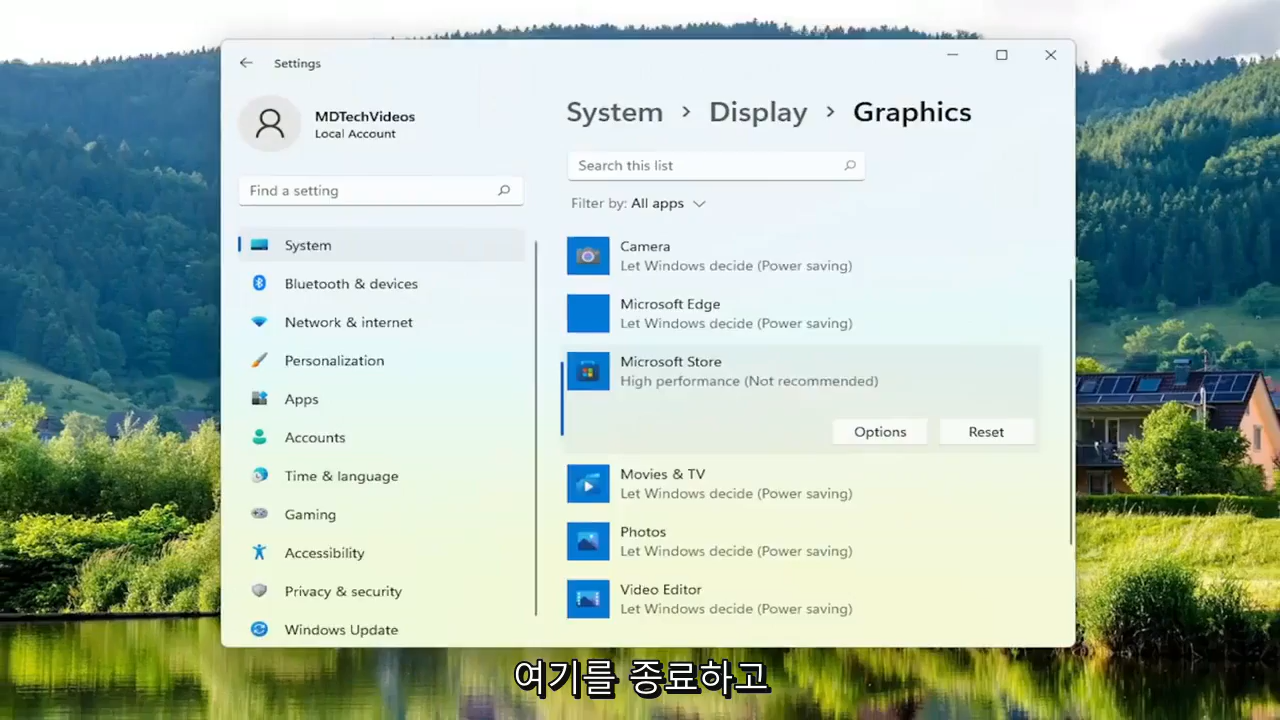 Settings
MDTechVideos
Local Account
Find a setting
System
Bluetooth & devices
Network & internet
Personalization
Apps
Accounts
Time & language
Gaming
Accessibility
Privacy & security
Windows Update
System > Display > Graphics
Search this list
Filter by: All apps
Camera
Let Windows decide (Power saving)
Microsoft Edge
Let Windows decide (Power saving)
Microsoft Store
High performance (Not recommended)
Options Reset
Movies & TV
Let Windows decide (Power saving)
Photos
Let Windows decide (Power saving)
Video Editor
Let Windows decide (Power saving)
여기를 종료하고